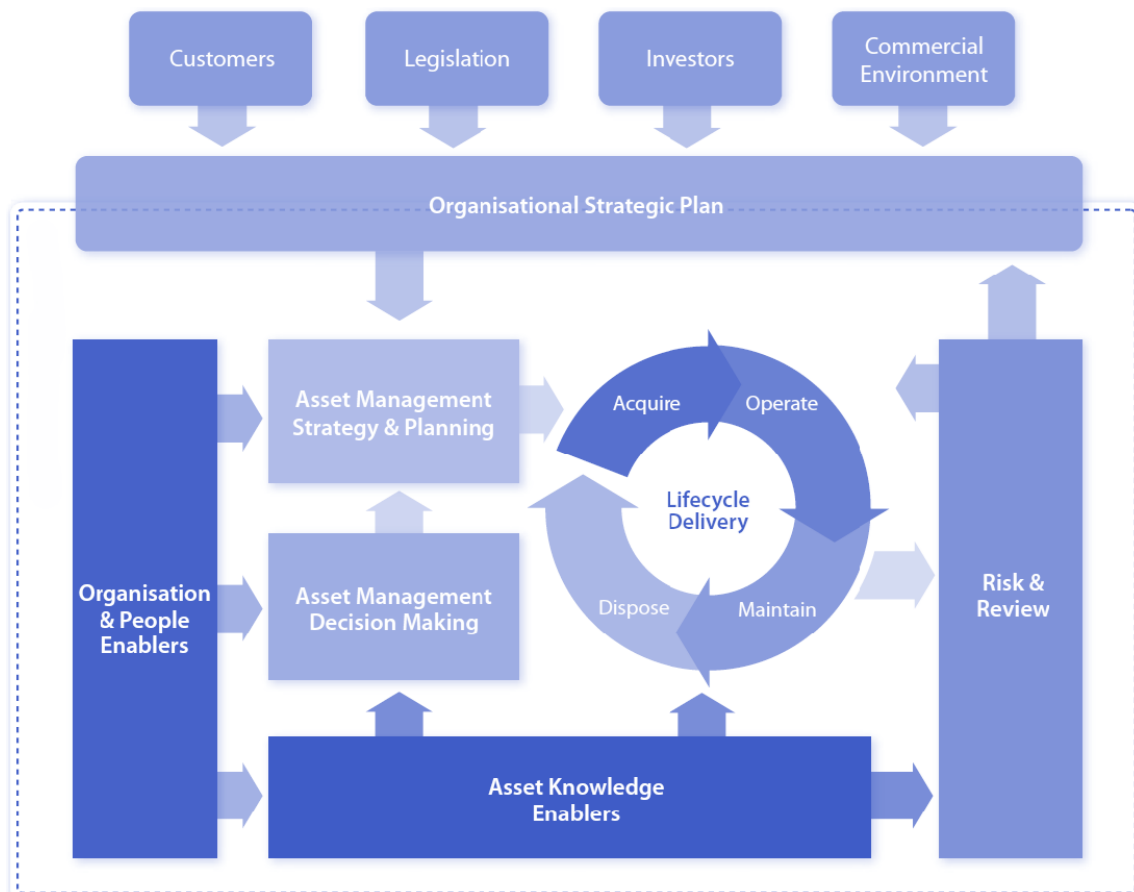 Customers
Legislation
Investors
Commercial
Environment
Organisational Strategic Plan
Asset Management
Strategy & Planning
Acquire
Operate
Lifecycle
Delivery
Organisation
& People
Enablers
Asset Management
Decision Making
Dispose
Maintain
Risk &
Review
Asset Knowledge
Enablers